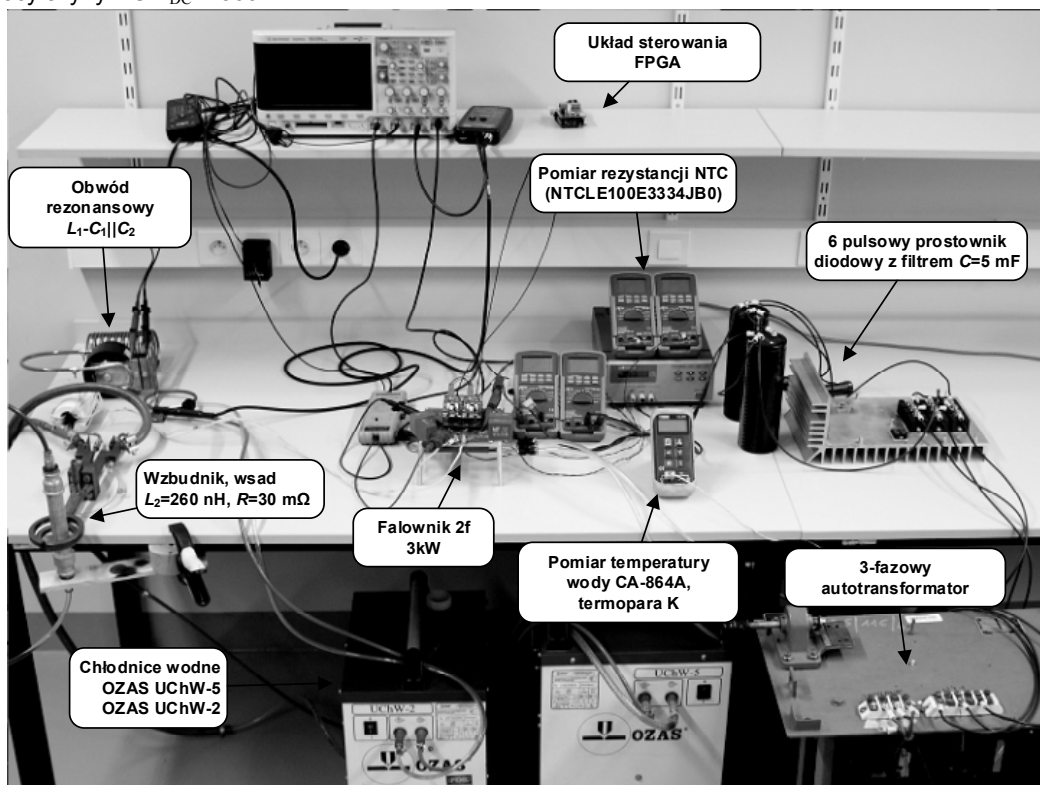 Układ sterowania
FPGA
Pomiar rezystancji NTC
(NTCLE100E3334JB0)
Obwód
rezonansowy
L₁-C₁||C₂
6 pulsowy prostownik
diodowy z filtrem C=5 mF
Wzbudnik, wsad
L₂=260 nH, R=30 mΩ
Falownik 2f
3kW
Pomiar temperatury
wody CA-864A,
termopara K
3-fazowy
autotransformator
Chłodnice wodne
OZAS UChW-5
OZAS UChW-2
UChW-2
OZAS
UChW-5
OZAS